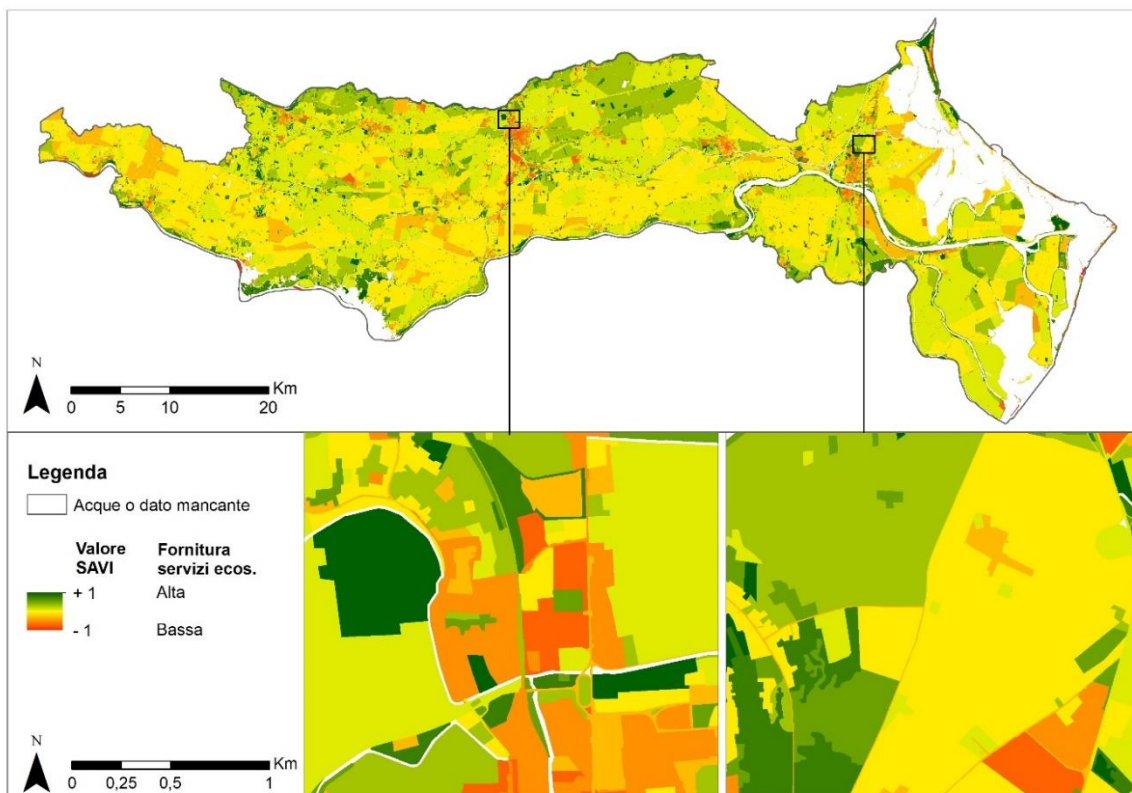 N
Km
0 5 10 20
Legenda
Acque o dato mancante
Valore Fornitura
SAVI servizi ecos.
+ 1 Alta
- 1 Bassa
N
Km
0 0,25 0,5 1